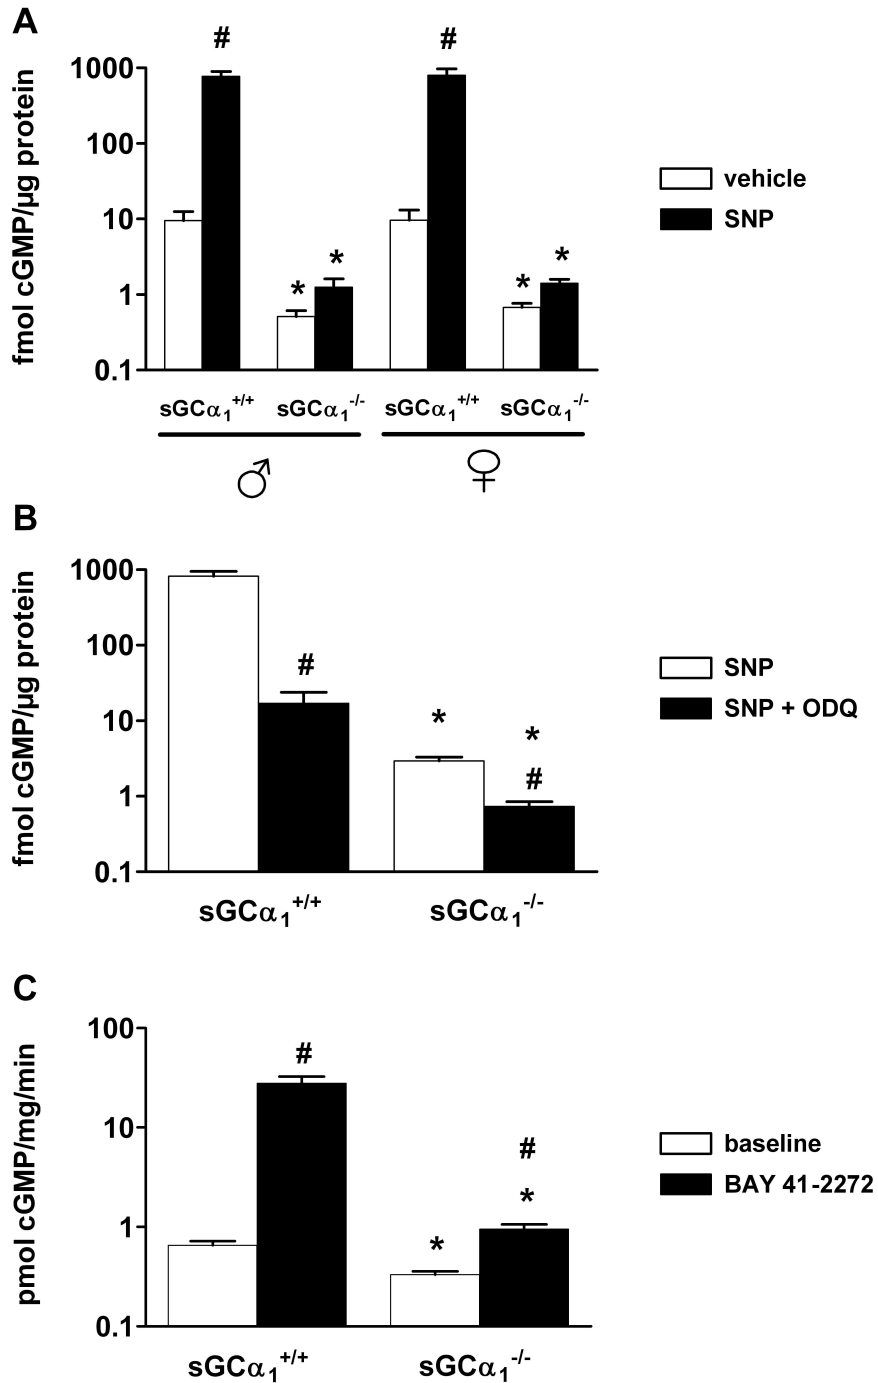 A
fmol cGMP/µg protein
1000
100
10
1
0.1
#
* *
#
* *
vehicle
SNP
sGCα1+/+ sGCα1-/- sGCα1+/+ sGCα1-/-
♂ ♀
B
fmol cGMP/µg protein
1000
100
10
1
0.1
#
*
*
#
SNP
SNP + ODQ
sGCα1+/+ sGCα1-/-
C
pmol cGMP/mg/min
100
10
1
0.1
#
*
#
*
baseline
BAY 41-2272
sGCα1+/+ sGCα1-/-